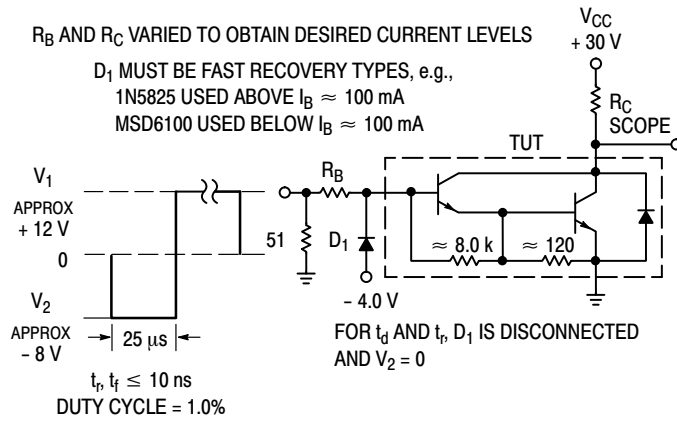 R_B AND R_C VARIED TO OBTAIN DESIRED CURRENT LEVELS
D_1 MUST BE FAST RECOVERY TYPES, e.g.,
1N5825 USED ABOVE I_B ≈ 100 mA
MSD6100 USED BELOW I_B ≈ 100 mA
V_CC
+ 30 V
R_C
SCOPE
TUT
V_1
APPROX
+ 12 V
0
V_2
APPROX
– 8 V
25 μs
t_r, t_f ≤ 10 ns
DUTY CYCLE = 1.0%
R_B
51
D_1
– 4.0 V
≈ 8.0 k
≈ 120
FOR t_d AND t_r, D_1 IS DISCONNECTED
AND V_2 = 0